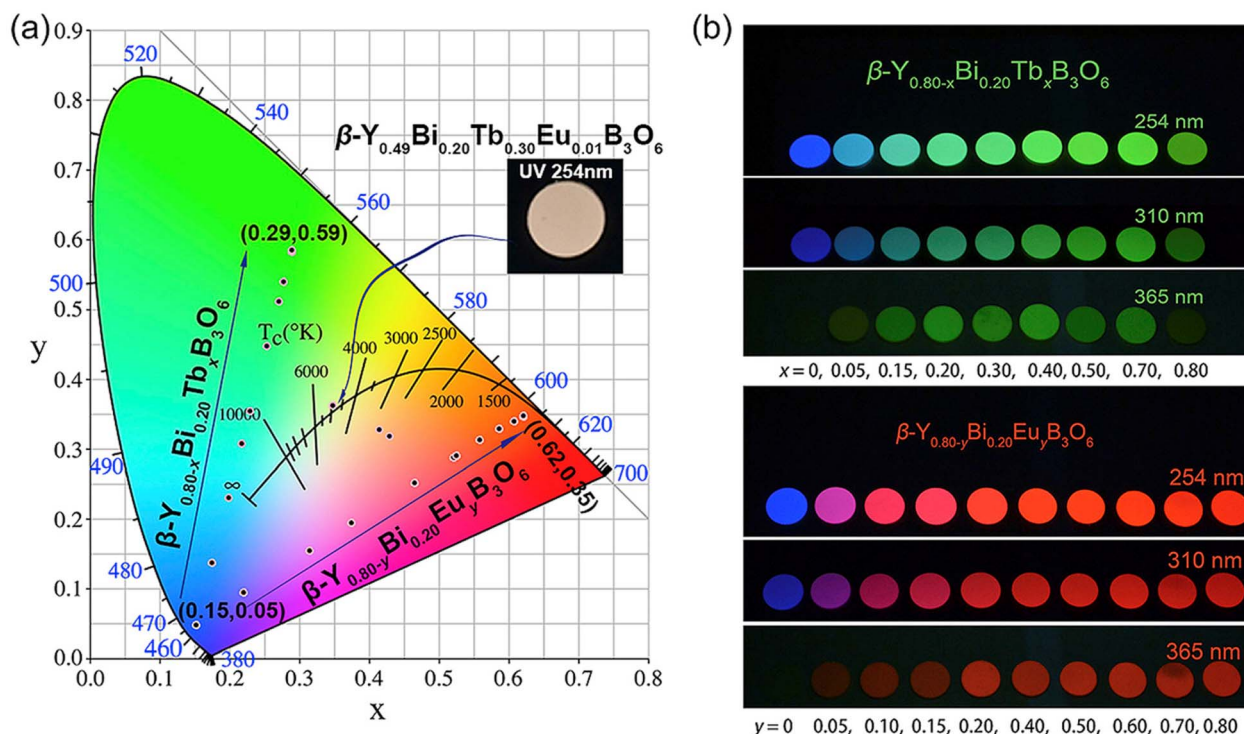 (a)
0.9
0.8
0.7
0.6
0.5
0.4
0.3
0.2
0.1
0.0
y
0.0 0.1 0.2 0.3 0.4 0.5 0.6 0.7 0.8
x
520
540
560
580
600
620
700
500
490
480
470
460
380
β-Y0.49Bi0.20Tb0.30Eu0.01B3O6
UV 254nm
(0.29,0.59)
β-Y0.80-xBi0.20TbxB3O6
Tc(°K)
∞
10000
6000
4000
3000
2500
2000
1500
(0.15,0.05)
β-Y0.80-yBi0.20EuyB3O6
(0.62,0.35)
(b)
β-Y0.80-xBi0.20TbxB3O6
254 nm
310 nm
365 nm
x = 0, 0.05, 0.15, 0.20, 0.30, 0.40, 0.50, 0.70, 0.80
β-Y0.80-yBi0.20EuyB3O6
254 nm
310 nm
365 nm
y = 0 0.05, 0.10, 0.15, 0.20, 0.40, 0.50, 0.60, 0.70, 0.80